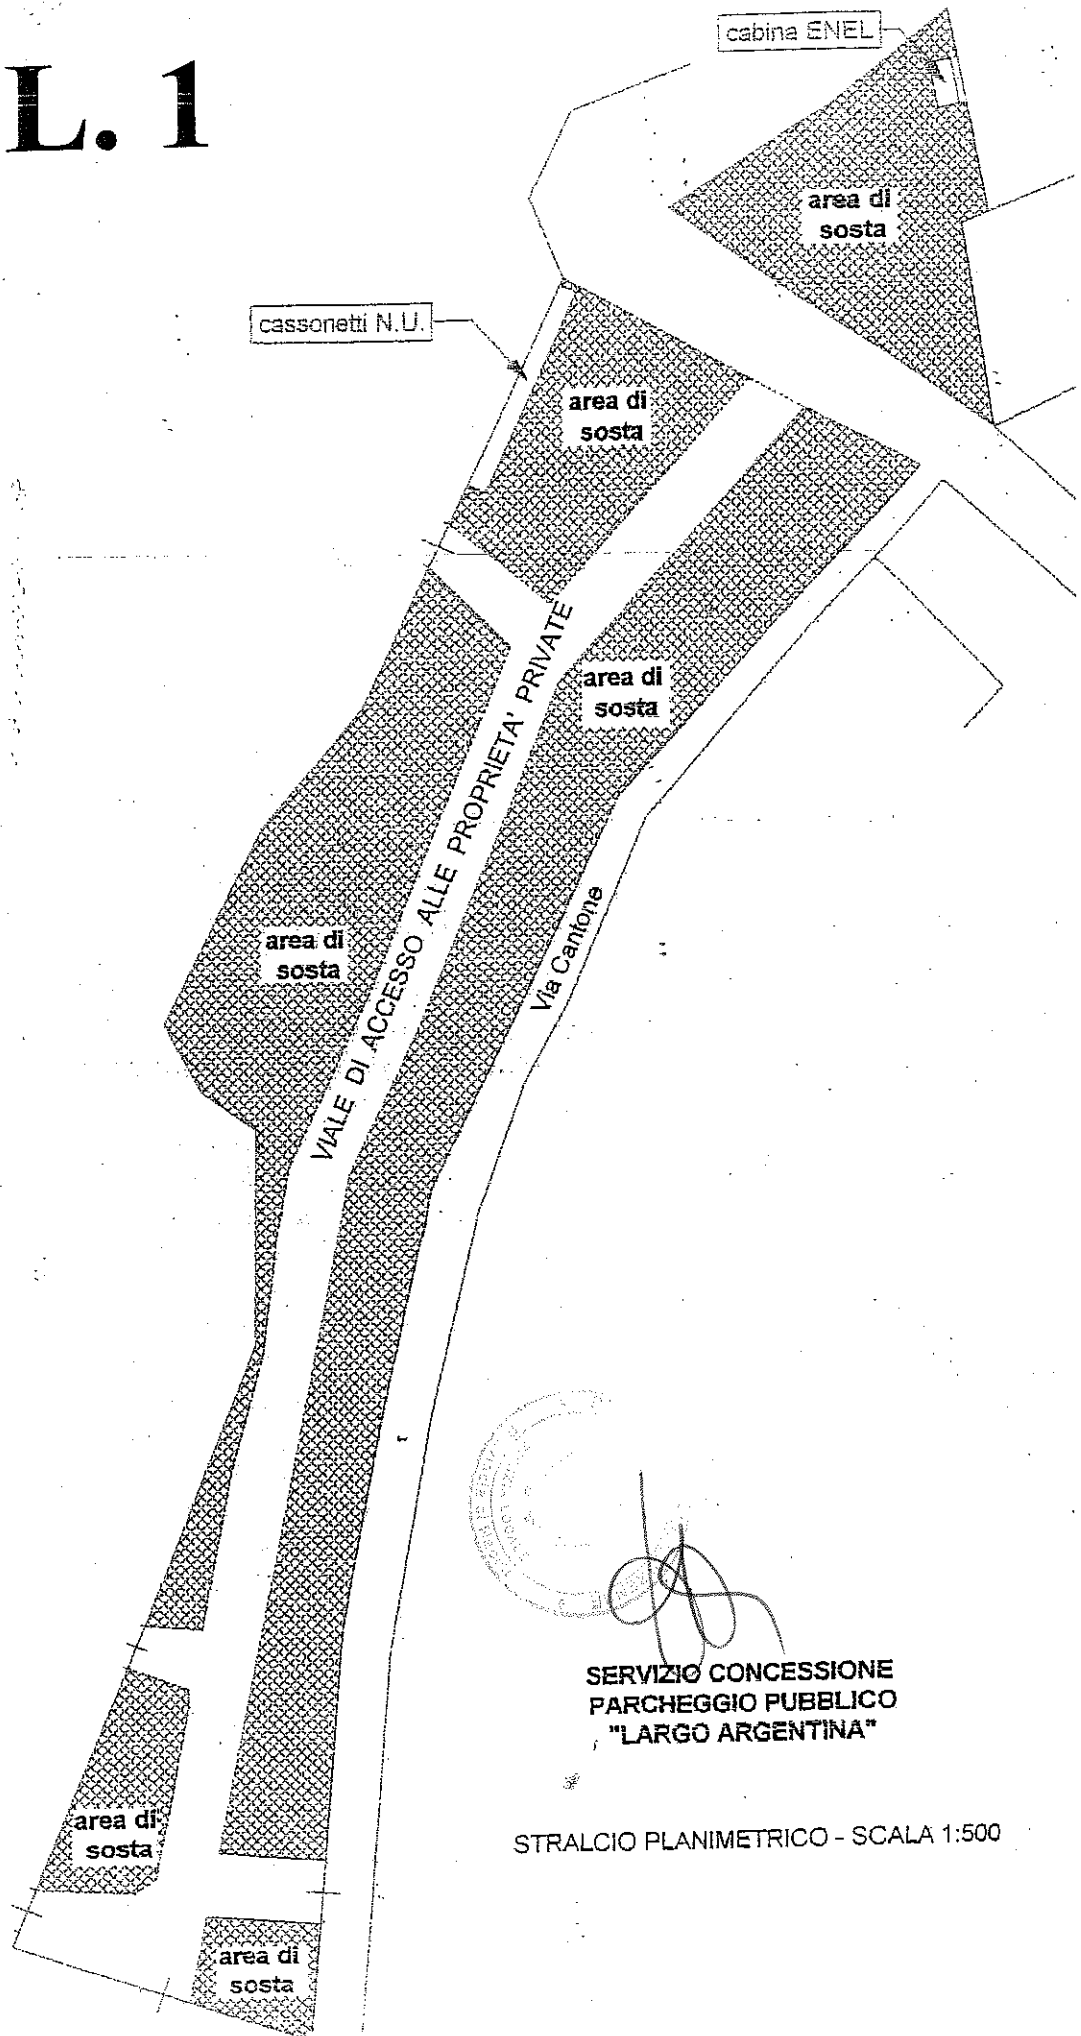 L. 1
cabina ENEL
area di
sosta
cassonetti N.U.
area di
sosta
area di
sosta
VIALE DI ACCESSO ALLE PROPRIETA' PRIVATE
area di
sosta
Via Cantone
SERVIZIO CONCESSIONE
PARCHEGGIO PUBBLICO
"LARGO ARGENTINA"
STRALCIO PLANIMETRICO - SCALA 1:500
area di
sosta
area di
sosta